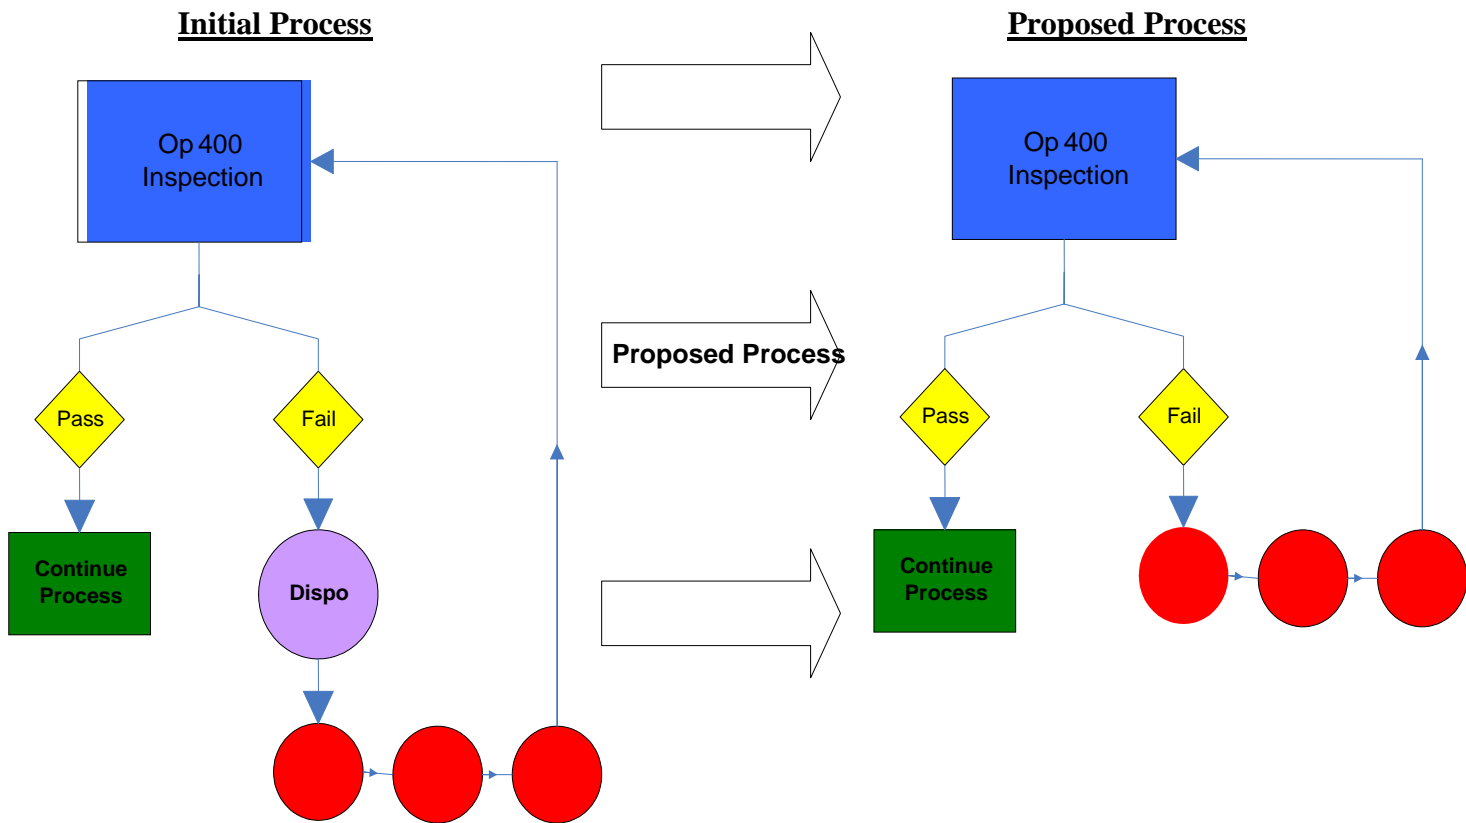 Initial Process
Proposed Process
Op 400
Inspection
Op 400
Inspection
Proposed Process
Pass
Fail
Pass
Fail
Continue
Process
Dispo
Continue
Process